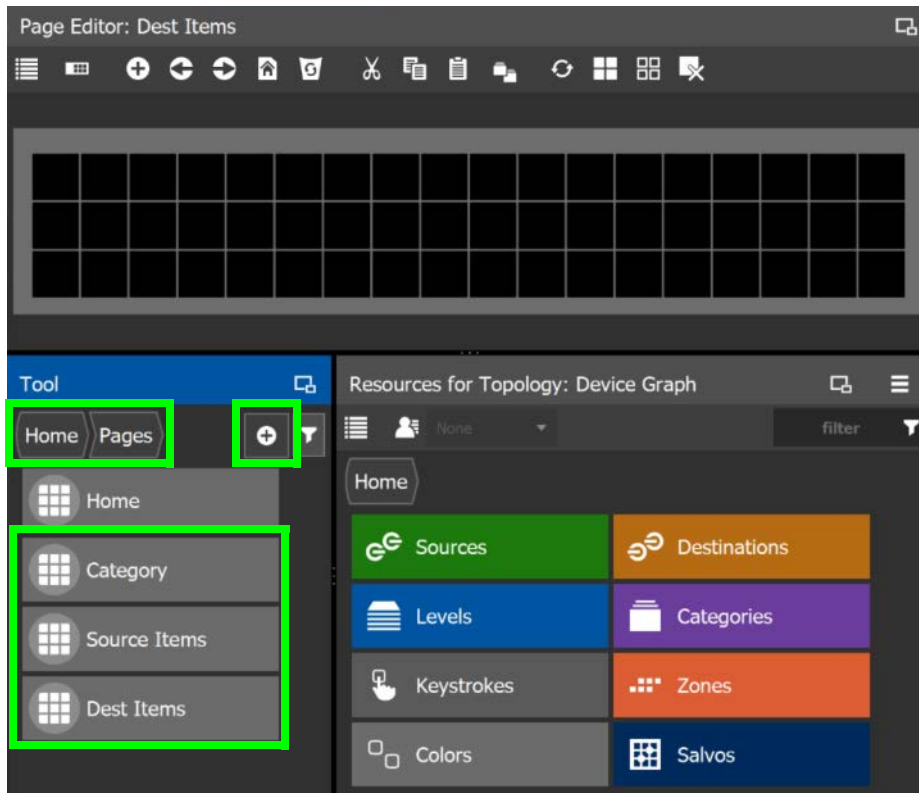 Page Editor: Dest Items
Tool
Resources for Topology: Device Graph
Home Pages
None
filter
Home
Home
Category
Source Items
Dest Items
Sources
Destinations
Levels
Categories
Keystrokes
Zones
Colors
Salvos